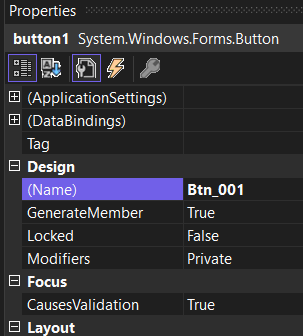 Properties
button1 System.Windows.Forms.Button
(ApplicationSettings)
(DataBindings)
Tag
Design
(Name) Btn_001
GenerateMember True
Locked False
Modifiers Private
Focus
CausesValidation True
Layout